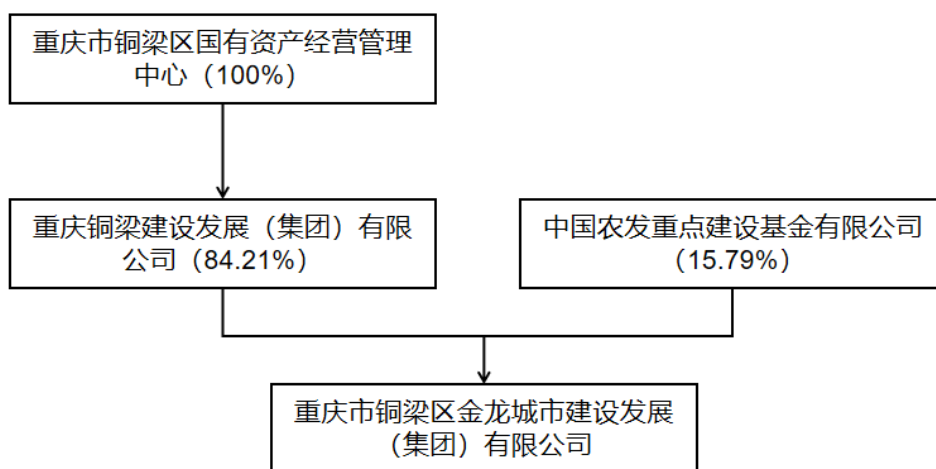 重庆市铜梁区国有资产经营管理
中心（100%）
重庆铜梁建设发展（集团）有限
公司（84.21%）
中国农发重点建设基金有限公司
（15.79%）
重庆市铜梁区金龙城市建设发展
（集团）有限公司